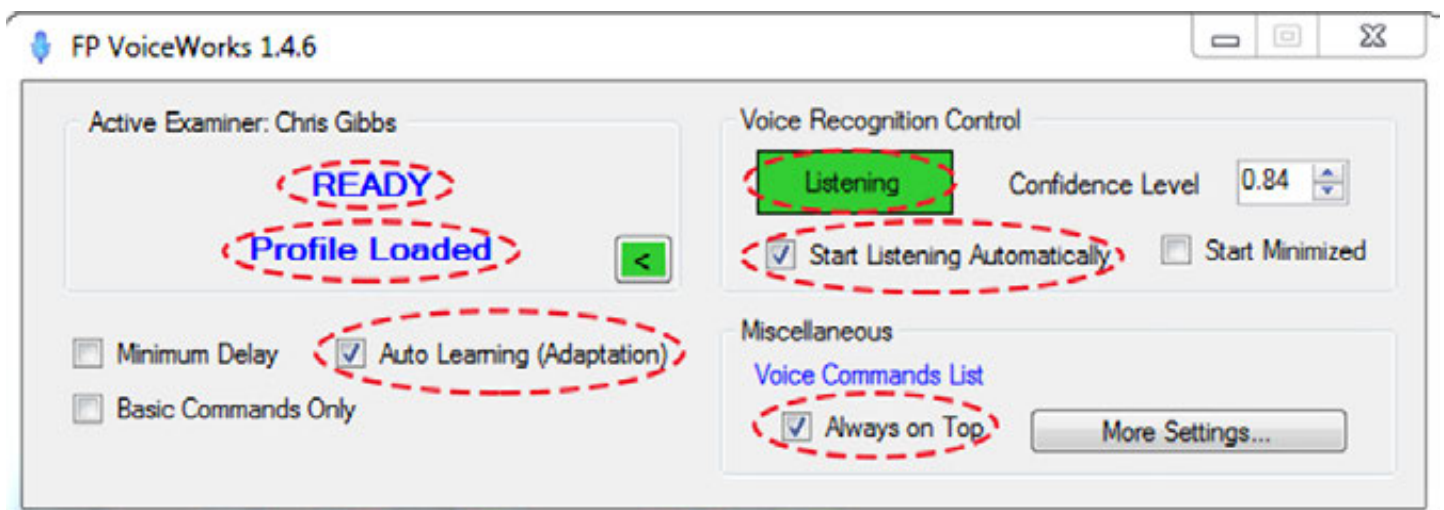 FP VoiceWorks 1.4.6
Active Examiner: Chris Gibbs
READY
Profile Loaded
<
Minimum Delay
Auto Learning (Adaptation)
Basic Commands Only
Voice Recognition Control
Listening
Confidence Level
0.84
Start Listening Automatically
Start Minimized
Miscellaneous
Voice Commands List
Always on Top
More Settings...